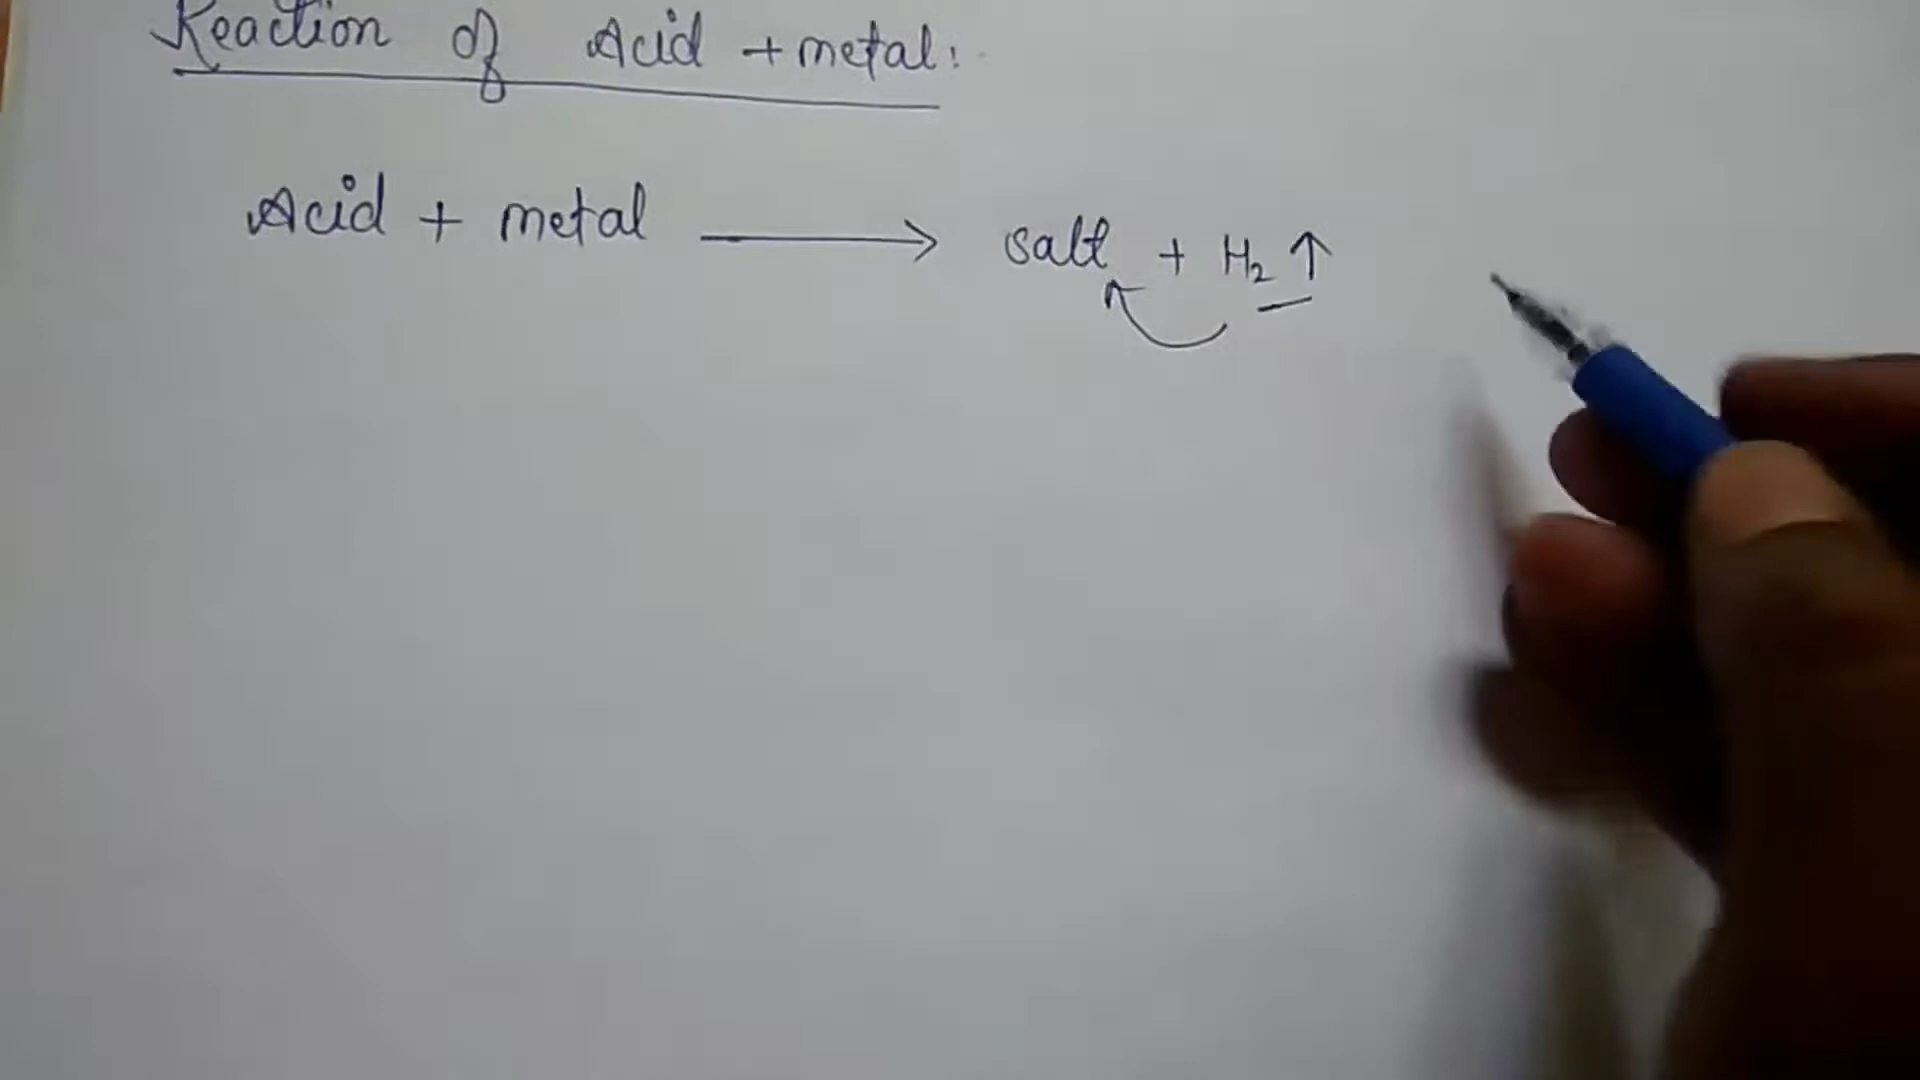 Reaction of Acid + metal:
Acid + metal ⟶ salt + H₂ ↑